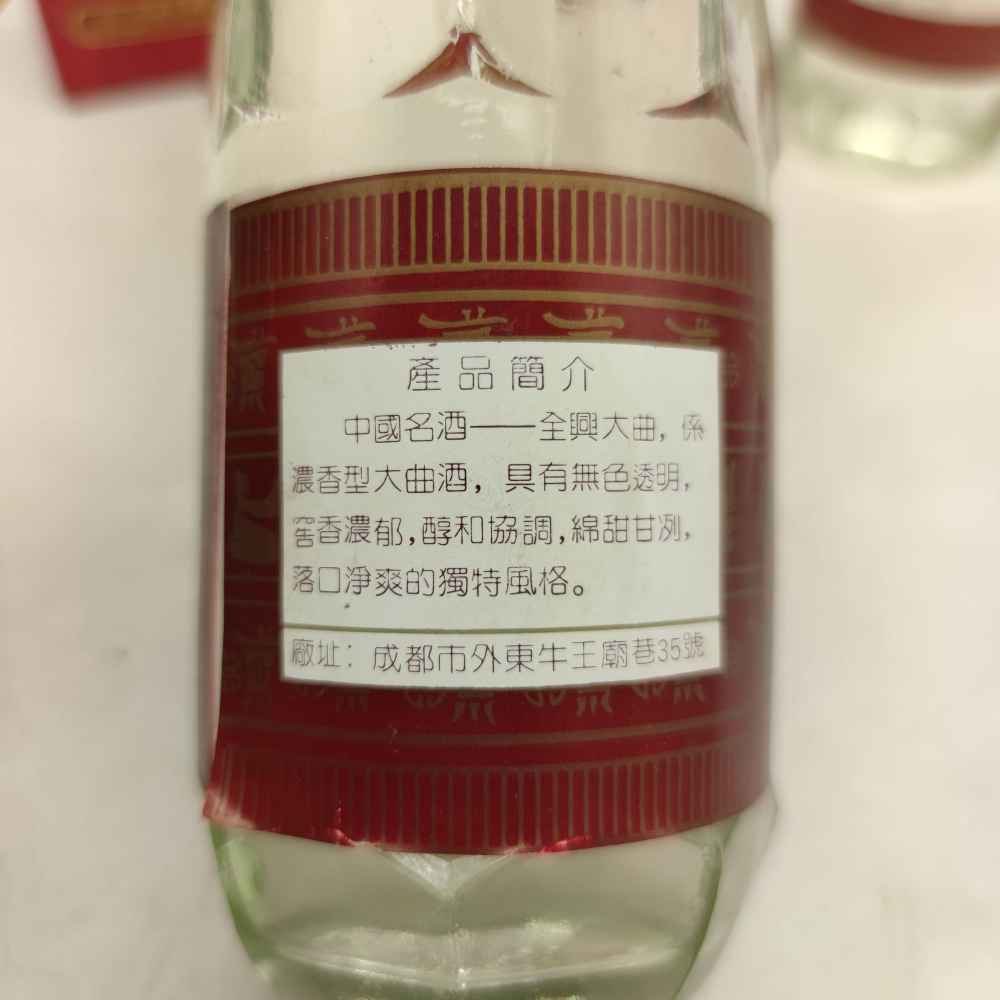 產品簡介
中國名酒——全興大曲，係
濃香型大曲酒，具有無色透明，
窖香濃郁，醇和協調，綿甜甘冽，
落口淨爽的獨特風格。
廠址：成都市外東牛王廟巷35號